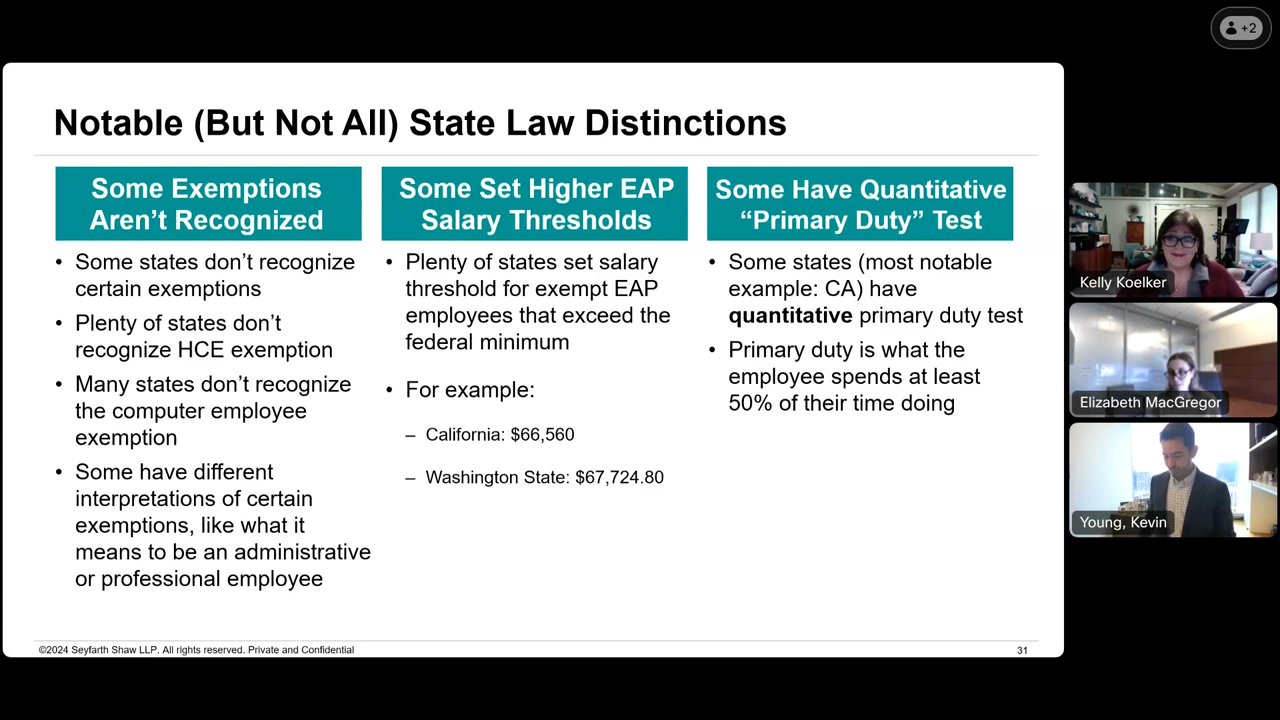 +2
Notable (But Not All) State Law Distinctions
Some Exemptions
Aren’t Recognized
• Some states don’t recognize
certain exemptions
• Plenty of states don’t
recognize HCE exemption
• Many states don’t recognize
the computer employee
exemption
• Some have different
interpretations of certain
exemptions, like what it
means to be an administrative
or professional employee
Some Set Higher EAP
Salary Thresholds
• Plenty of states set salary
threshold for exempt EAP
employees that exceed the
federal minimum
• For example:
– California: $66,560
– Washington State: $67,724.80
Some Have Quantitative
“Primary Duty” Test
• Some states (most notable
example: CA) have
quantitative primary duty test
• Primary duty is what the
employee spends at least
50% of their time doing
©2024 Seyfarth Shaw LLP. All rights reserved. Private and Confidential
31
Kelly Koelker
Elizabeth MacGregor
Young, Kevin